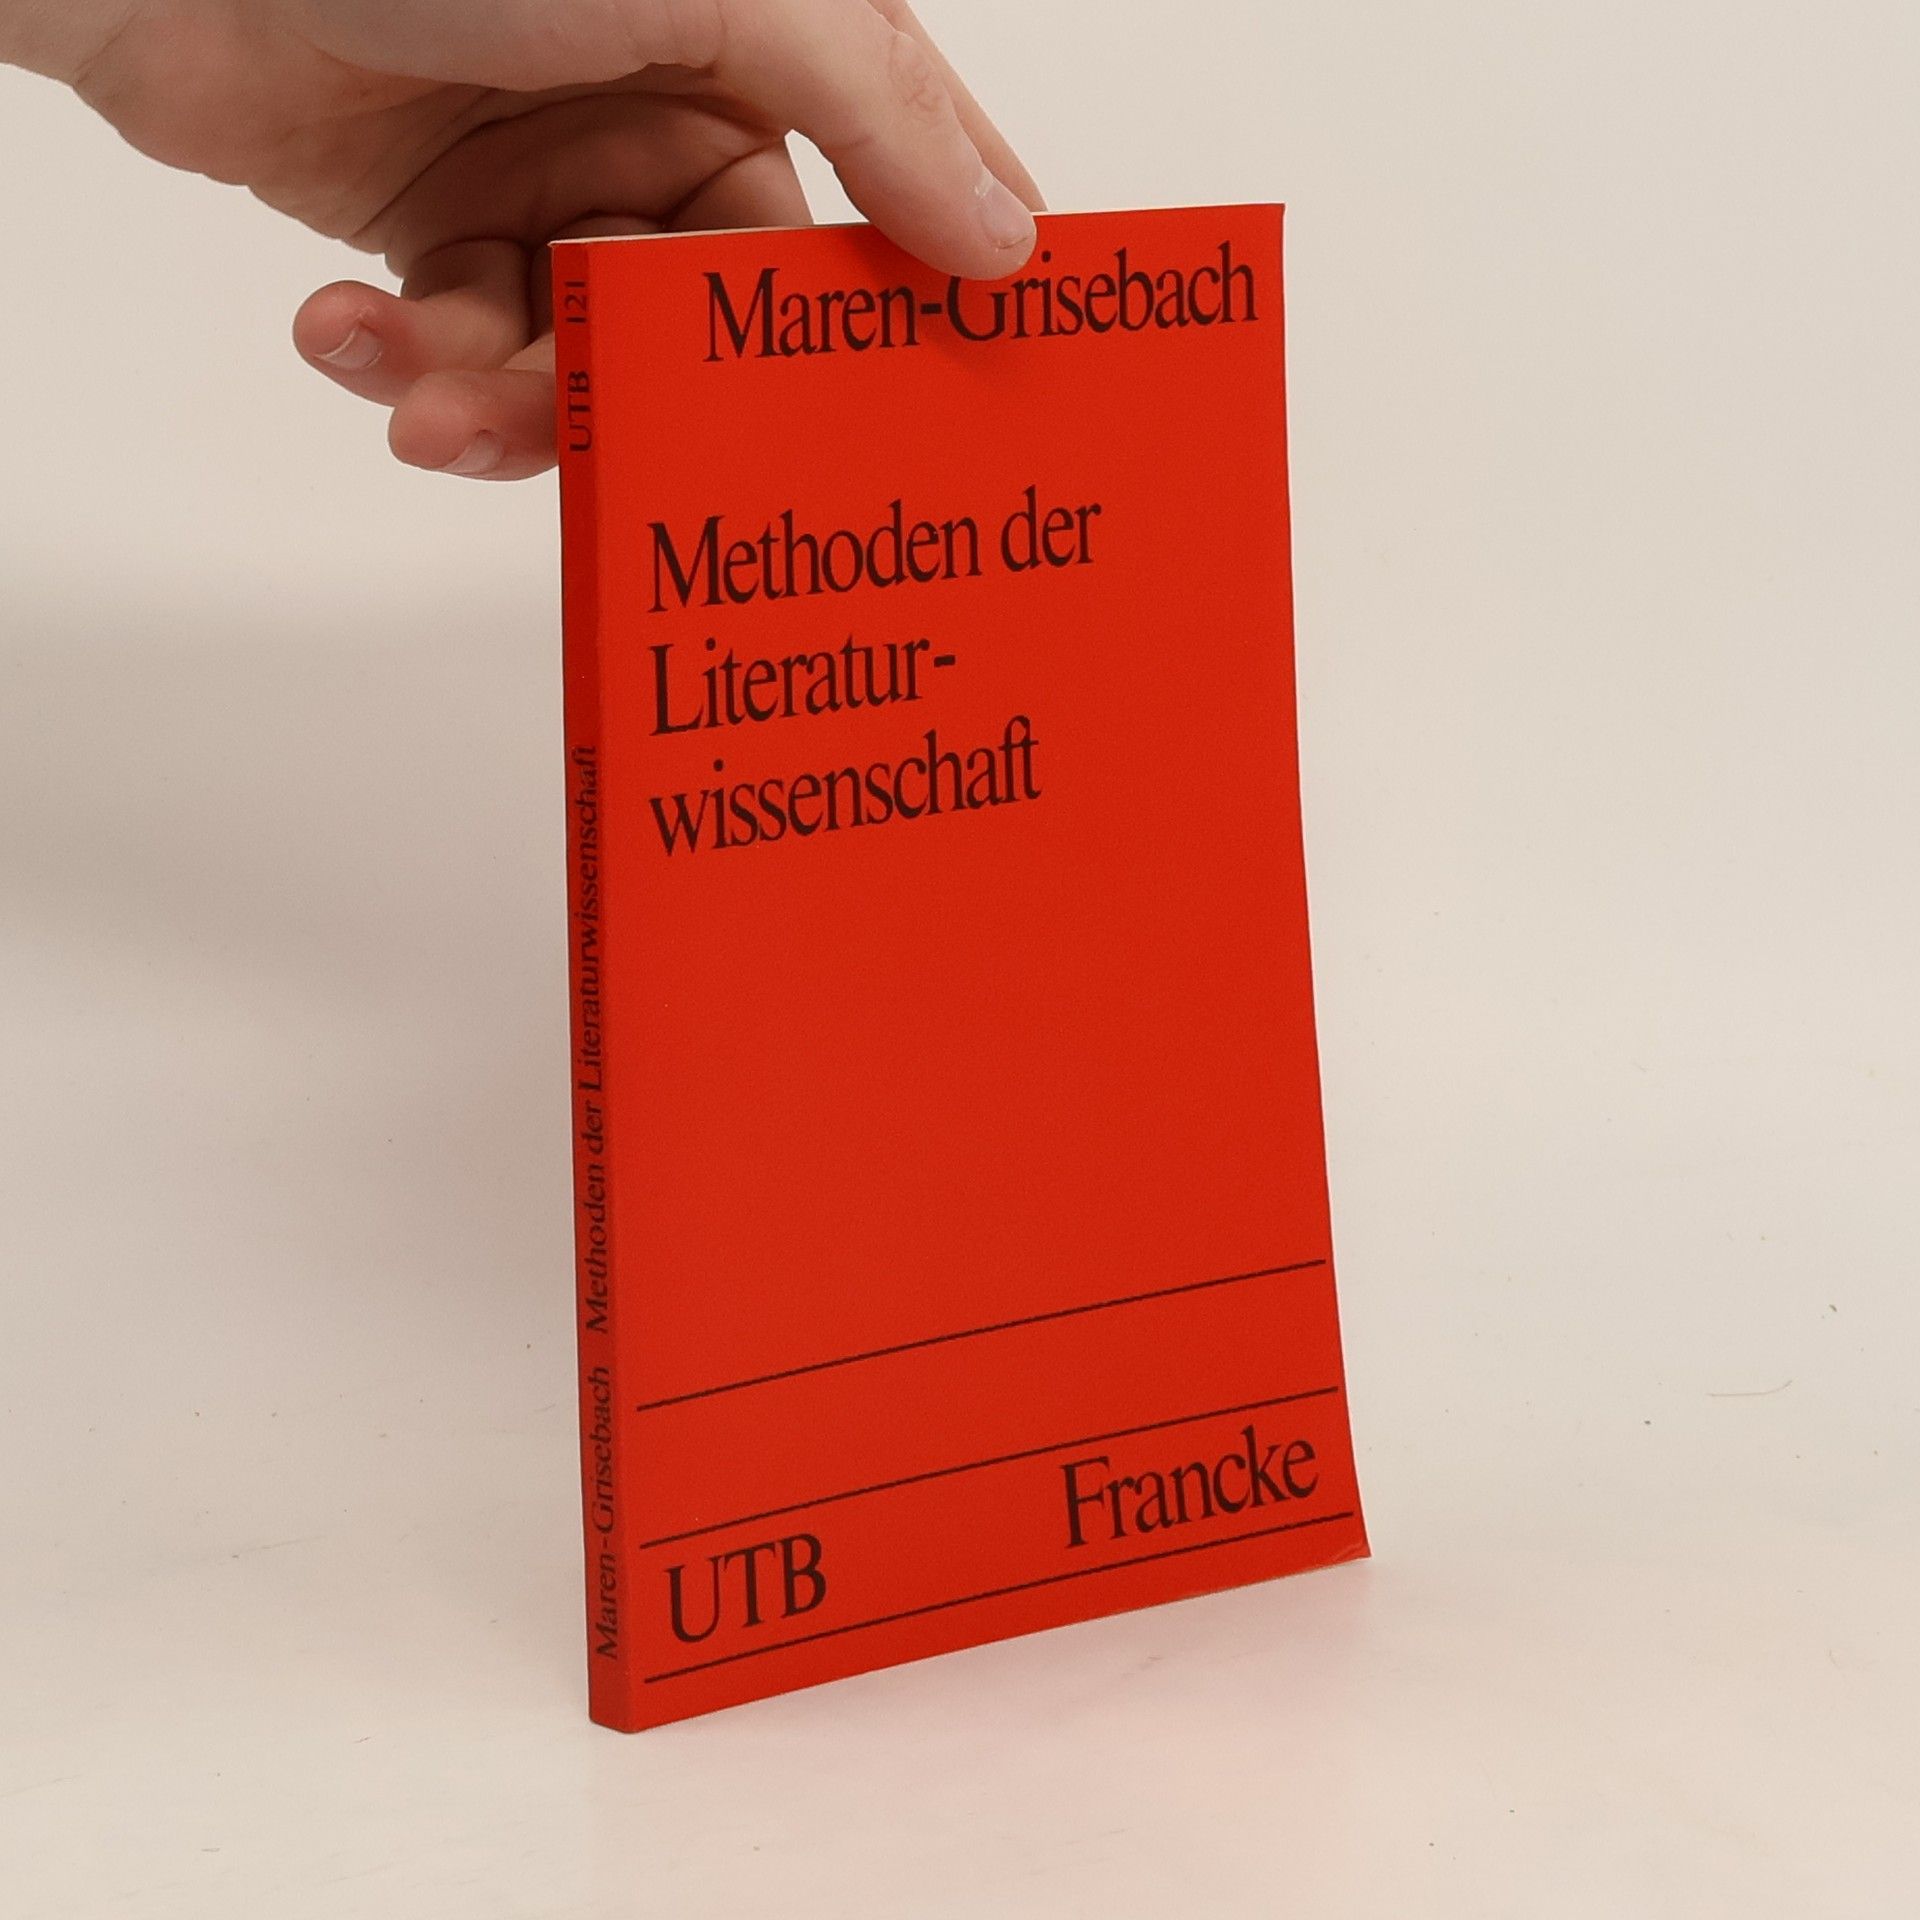 Maren-Grisebach
Methoden der
Literatur-
wissenschaft
UTB Francke
Maren-Grisebach Methoden der Literaturwissenschaft UTB 121